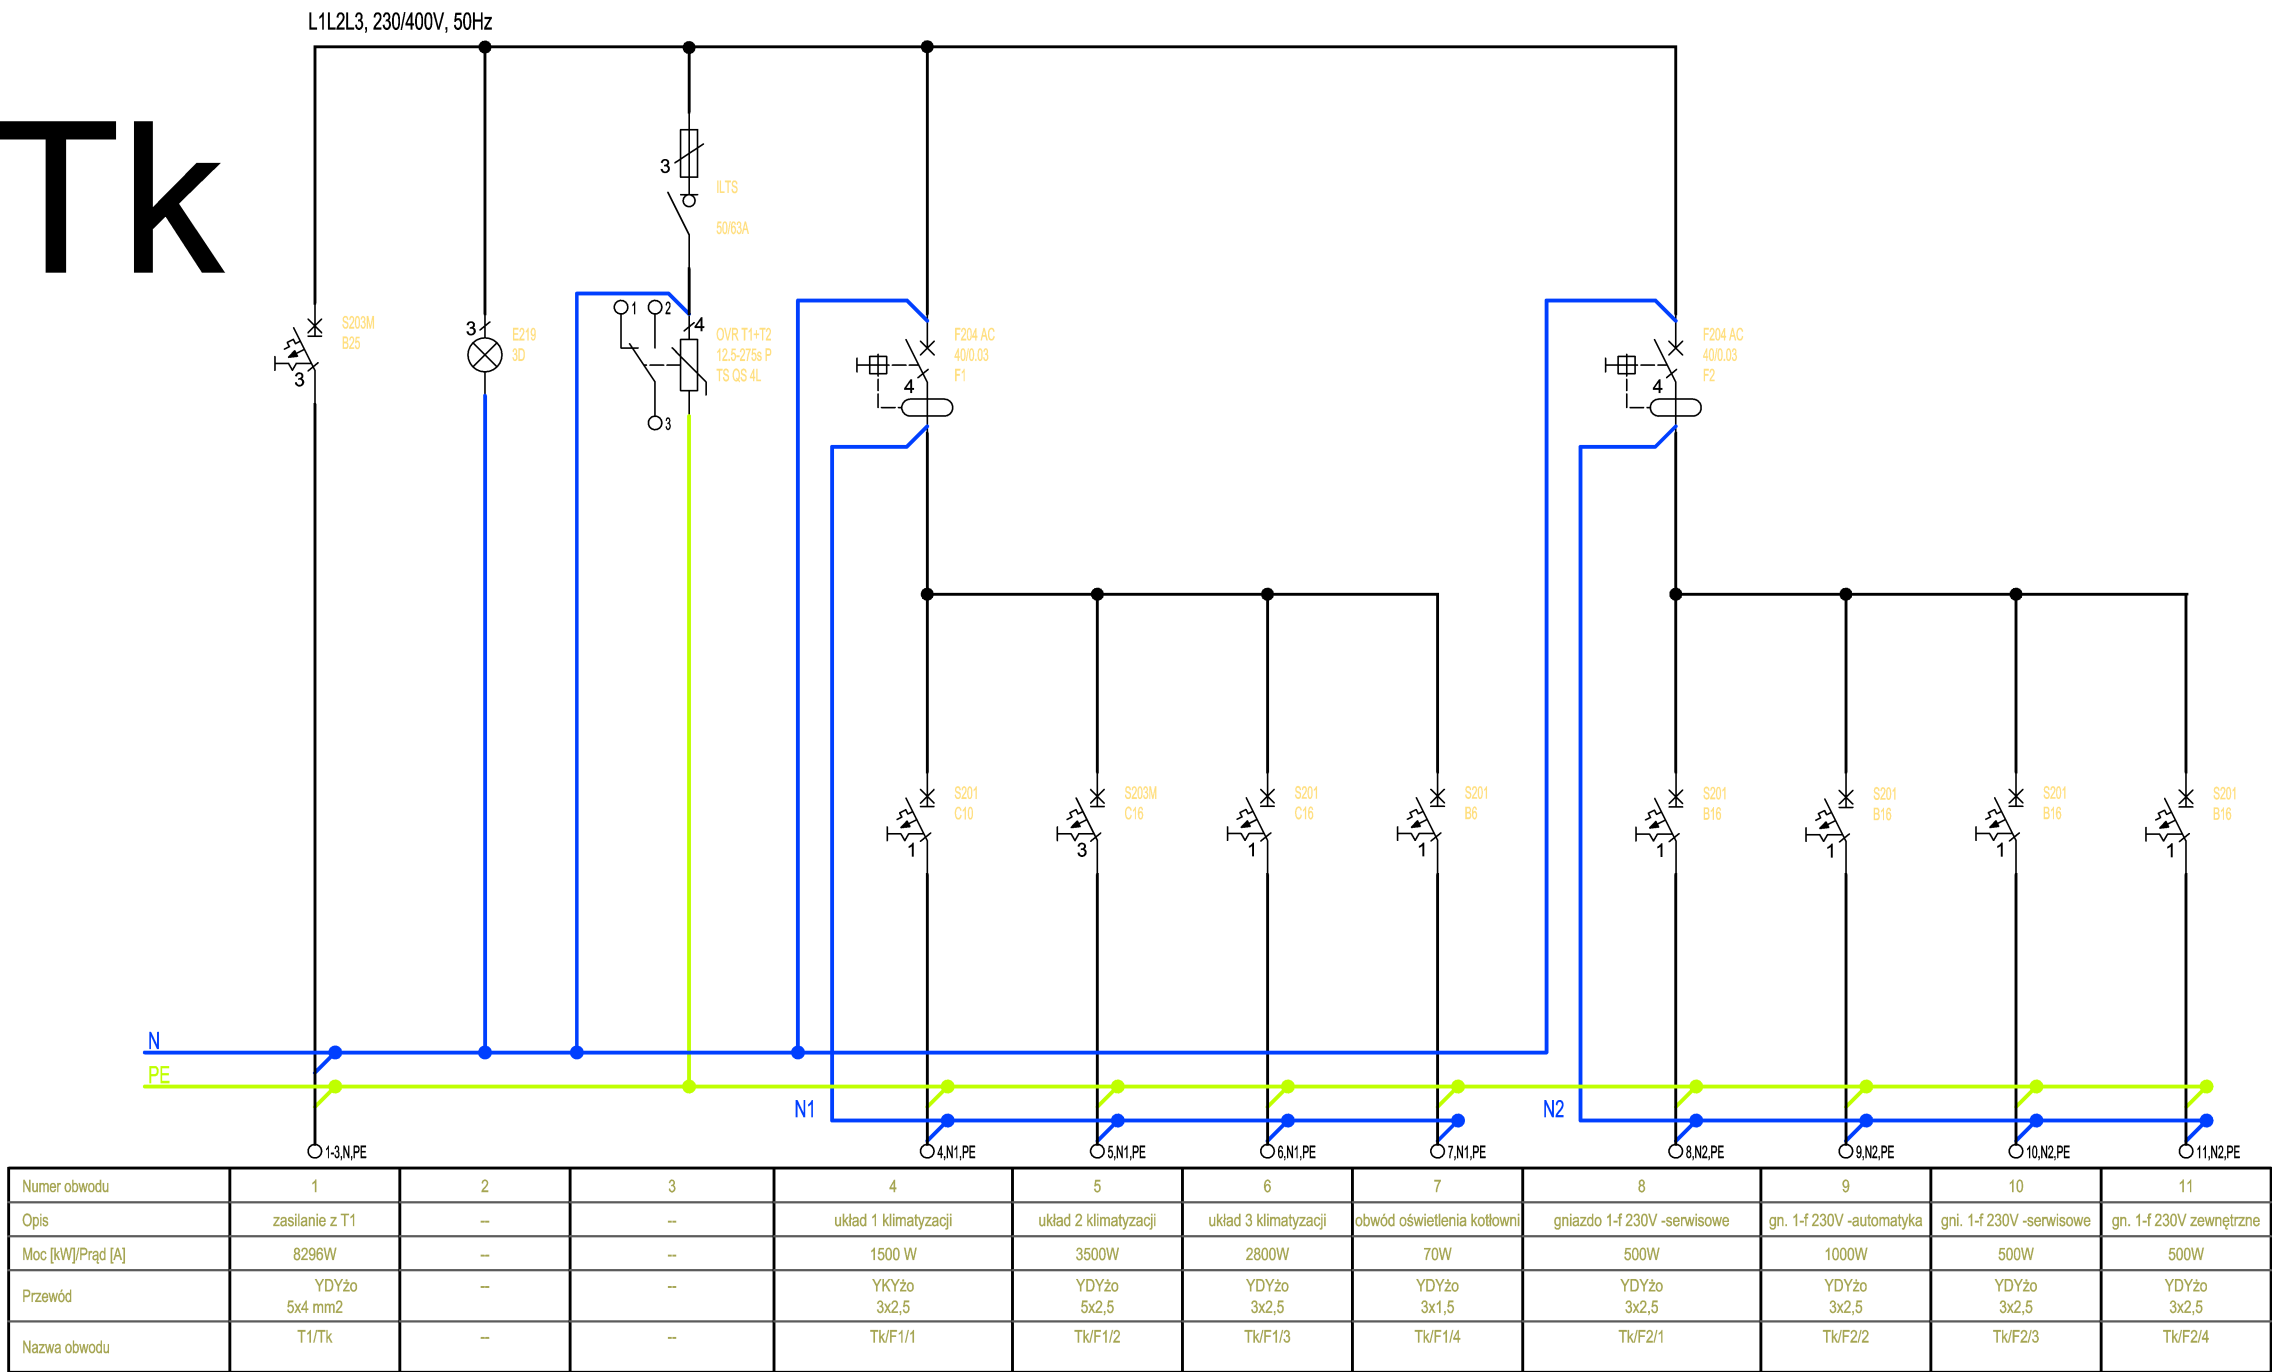 L1L2L3, 230/400V, 50Hz
Tk
3
ILTS
50/63A
S203M
B25
3
3
E219
3D
1
2
3
4
OVR T1+T2
12.5-275s P
TS QS 4L
F204 AC
40/0.03
F1
4
F204 AC
40/0.03
F2
4
S201
C10
1
S203M
C16
3
S201
C16
1
S201
B6
1
S201
B16
1
S201
B16
1
S201
B16
1
S201
B16
1
N
PE
N1
N2
1-3,N,PE
4,N1,PE
5,N1,PE
6,N1,PE
7,N1,PE
8,N2,PE
9,N2,PE
10,N2,PE
11,N2,PE
Numer obwodu 1 2 3 4 5 6 7 8 9 10 11
Opis zasilanie z T1 -- -- układ 1 klimatyzacji układ 2 klimatyzacji układ 3 klimatyzacji obwód oświetlenia kotłowni gniazdo 1-f 230V -serwisowe gn. 1-f 230V -automatyka gni. 1-f 230V -serwisowe gn. 1-f 230V zewnętrzne
Moc [kW]/Prąd [A] 8296W -- -- 1500 W 3500W 2800W 70W 500W 1000W 500W 500W
Przewód YDYżo -- -- YKYżo YDYżo YDYżo YDYżo YDYżo YDYżo YDYżo YDYżo
5x4 mm2 3x2,5 5x2,5 3x2,5 3x1,5 3x2,5 3x2,5 3x2,5 3x2,5
Nazwa obwodu T1/Tk -- -- Tk/F1/1 Tk/F1/2 Tk/F1/3 Tk/F1/4 Tk/F2/1 Tk/F2/2 Tk/F2/3 Tk/F2/4